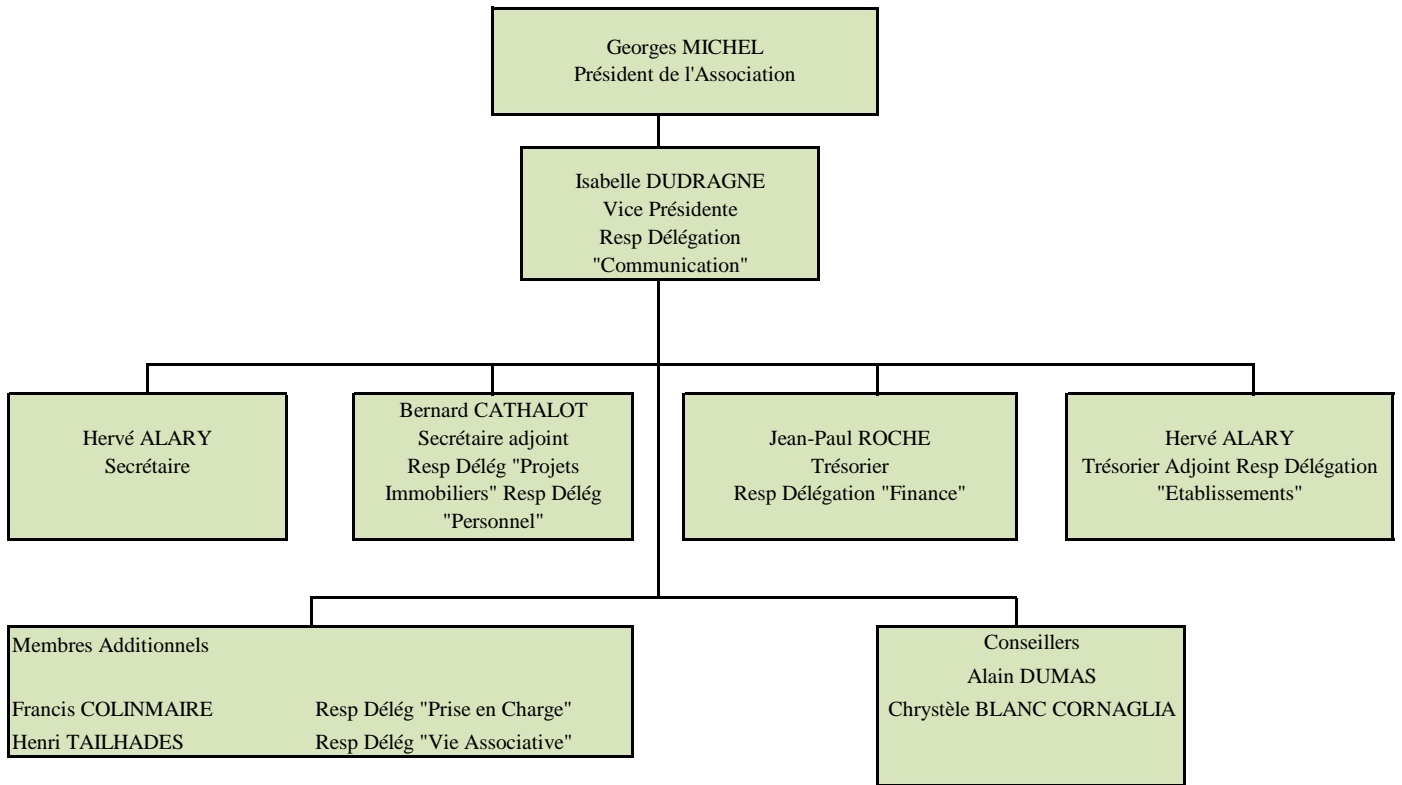 Georges MICHEL
Président de l'Association
Isabelle DUDRAGNE
Vice Présidente
Resp Délégation
"Communication"
Hervé ALARY
Secrétaire
Bernard CATHALOT
Secrétaire adjoint
Resp Délég "Projets
Immobiliers" Resp Délég
"Personnel"
Jean-Paul ROCHE
Trésorier
Resp Délégation "Finance"
Hervé ALARY
Trésorier Adjoint Resp Délégation
"Etablissements"
Membres Additionnels
Francis COLINMAIRE Resp Délég "Prise en Charge"
Henri TAILHADES Resp Délég "Vie Associative"
Conseillers
Alain DUMAS
Chrystèle BLANC CORNAGLIA